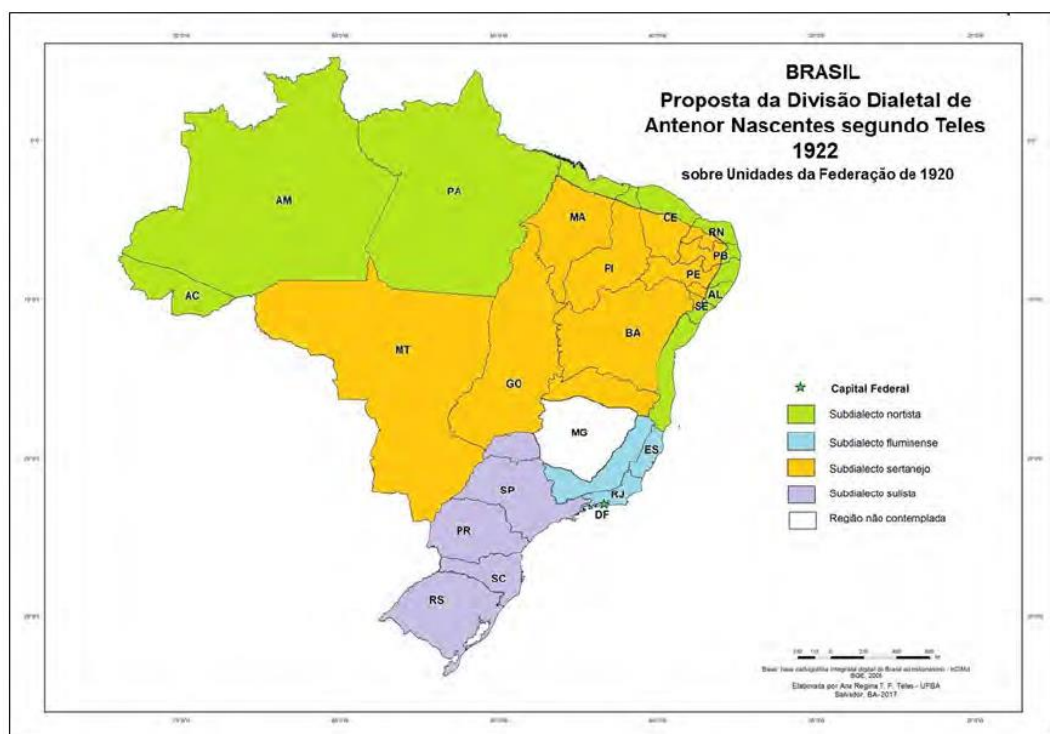 BRASIL
Proposta da Divisão Dialetal de
Antenor Nascentes segundo Teles
1922
sobre Unidades da Federação de 1920
AM
PA
MA
CE
RN
PB
PI
PE
AL
AC
SE
BA
MT
GO
MG
ES
SP
RJ
DF
PR
SC
RS
Capital Federal
Subdialecto nortista
Subdialecto fluminense
Subdialecto sertanejo
Subdialecto sulista
Região não contemplada
Elaborada por Ana Regina T. F. Teles - UFBA
Salvador, BA-2017